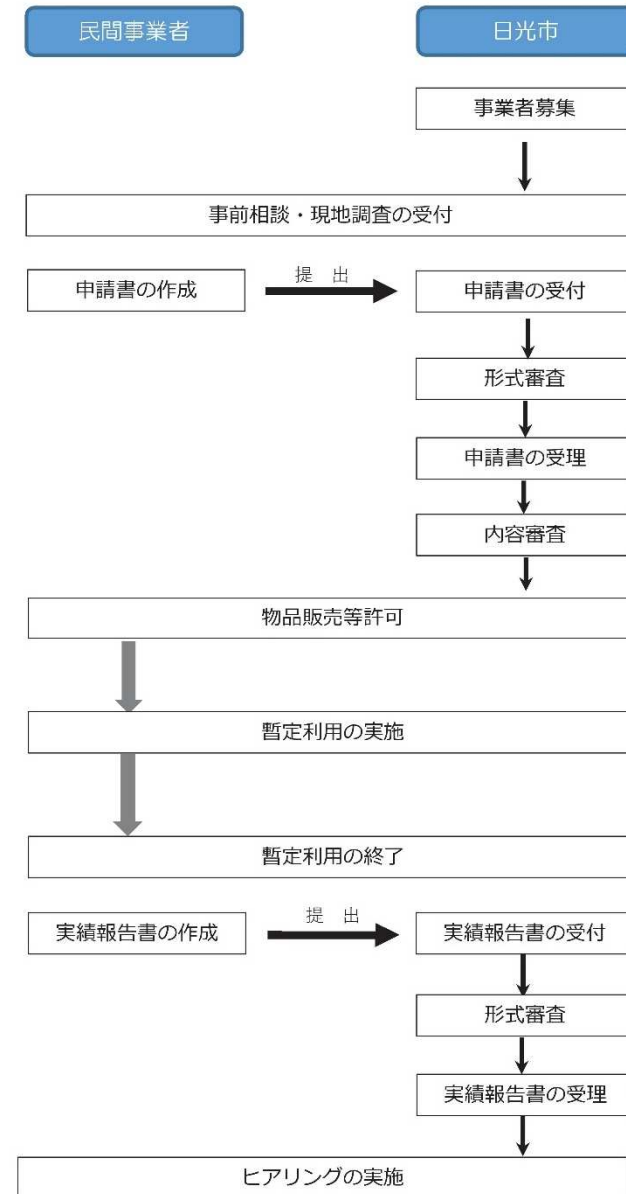 民間事業者
日光市
事業者募集
事前相談・現地調査の受付
申請書の作成
提 出
申請書の受付
形式審査
申請書の受理
内容審査
物品販売等許可
暫定利用の実施
暫定利用の終了
実績報告書の作成
提 出
実績報告書の受付
形式審査
実績報告書の受理
ヒアリングの実施